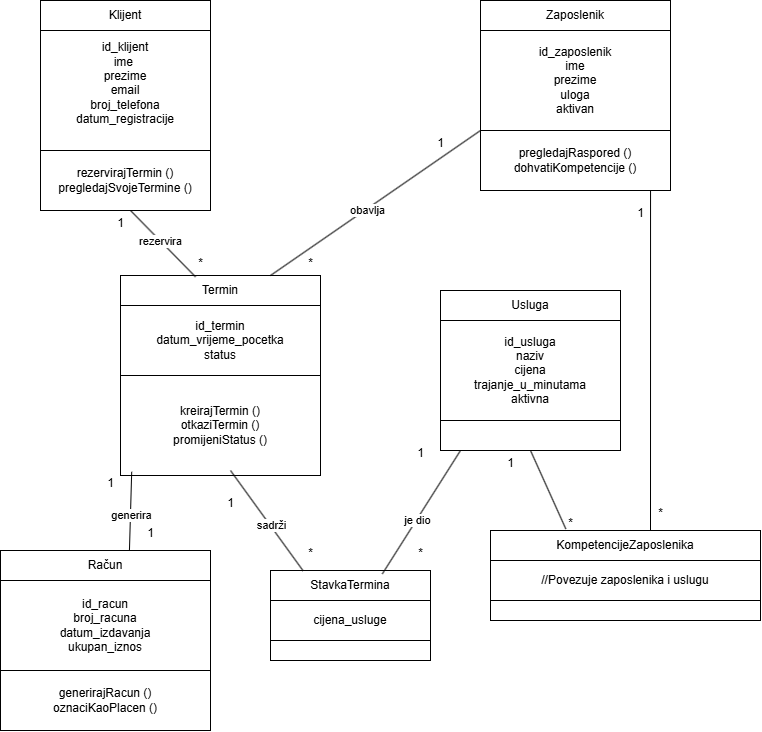 Klijent
id_klijent
ime
prezime
email
broj_telefona
datum_registracije
rezervirajTermin ()
pregledajSvojeTermine ()
Zaposlenik
id_zaposlenik
ime
prezime
uloga
aktivan
pregledajRaspored ()
dohvatiKompetencije ()
1
rezervira
*
1
obavlja
*
1
*
Termin
id_termin
datum_vrijeme_pocetka
status
kreirajTermin ()
otkaziTermin ()
promijeniStatus ()
Usluga
id_usluga
naziv
cijena
trajanje_u_minutama
aktivna
1
generira
1
1
sadrži
*
1
je dio
*
1
*
Račun
id_racun
broj_racuna
datum_izdavanja
ukupan_iznos
generirajRacun ()
oznaciKaoPlacen ()
StavkaTermina
cijena_usluge
KompetencijeZaposlenika
//Povezuje zaposlenika i uslugu